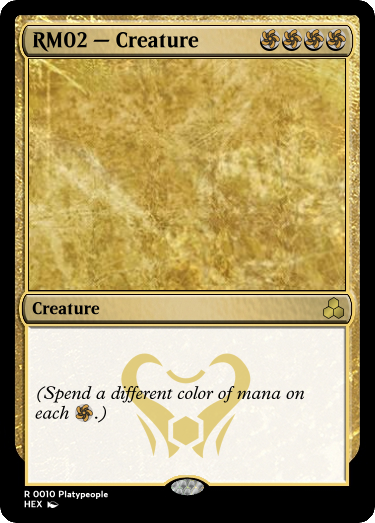 RM02 — Creature
Creature
(Spend a different color of mana on
each .)
R 0010 Platypeople
HEX